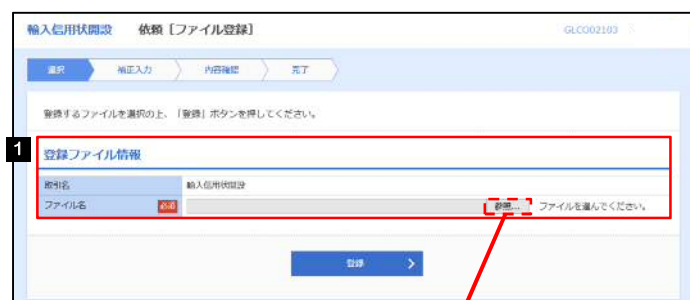 輸入信用状開設 依頼［ファイル登録］ GLCO02103
選択 補正入力 内容確認 完了
登録するファイルを選択の上、「登録」ボタンを押してください。
1
登録ファイル情報
取引名 輸入信用状開設
ファイル名 必須 参照... ファイルを選んでください。
登録